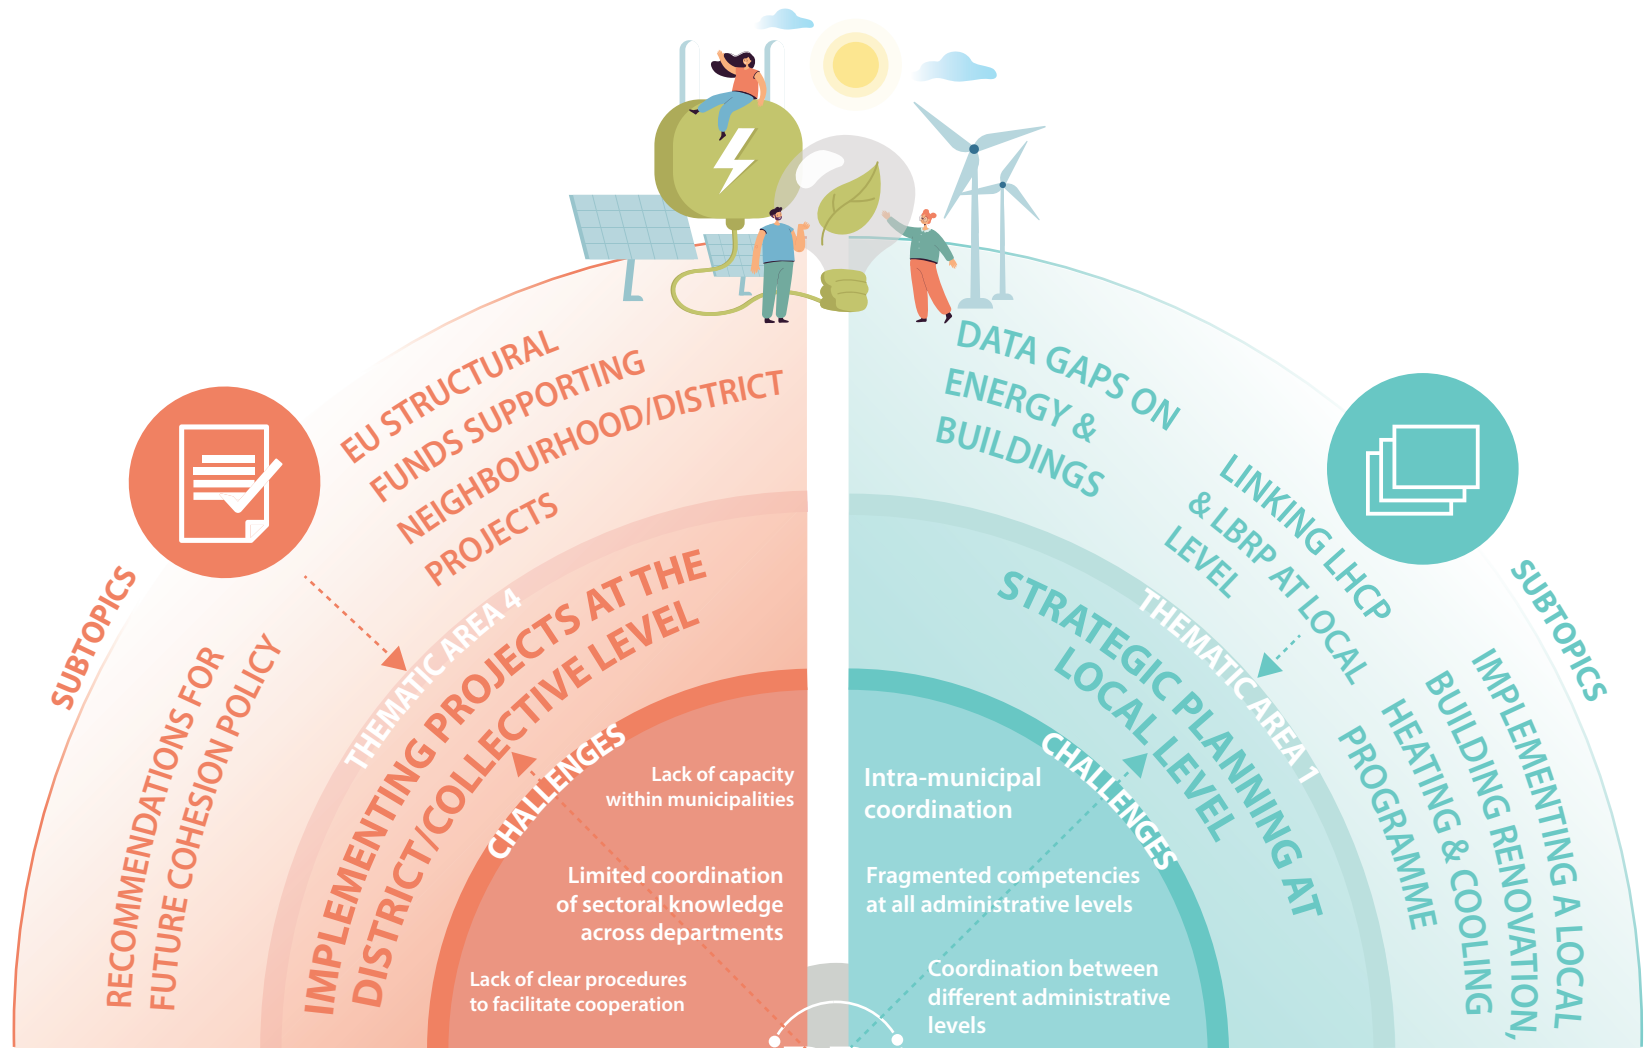 EU STRUCTURAL
FUNDS SUPPORTING
NEIGHBOURHOOD/DISTRICT
PROJECTS
SUBTOPICS
RECOMMENDATIONS FOR
FUTURE COHESION POLICY
THEMATIC AREA 4
IMPLEMENTING PROJECTS AT THE
DISTRICT/COLLECTIVE LEVEL
CHALLENGES
Lack of capacity
within municipalities
Limited coordination
of sectoral knowledge
across departments
Lack of clear procedures
to facilitate cooperation
DATA GAPS ON
ENERGY &
BUILDINGS
LINKING LHCP
& LBRP AT LOCAL
LEVEL
SUBTOPICS
IMPLEMENTING A LOCAL
BUILDING RENOVATION,
HEATING & COOLING
PROGRAMME
THEMATIC AREA 1
STRATEGIC PLANNING AT
LOCAL LEVEL
CHALLENGES
Intra-municipal
coordination
Fragmented competencies
at all administrative levels
Coordination between
different administrative
levels